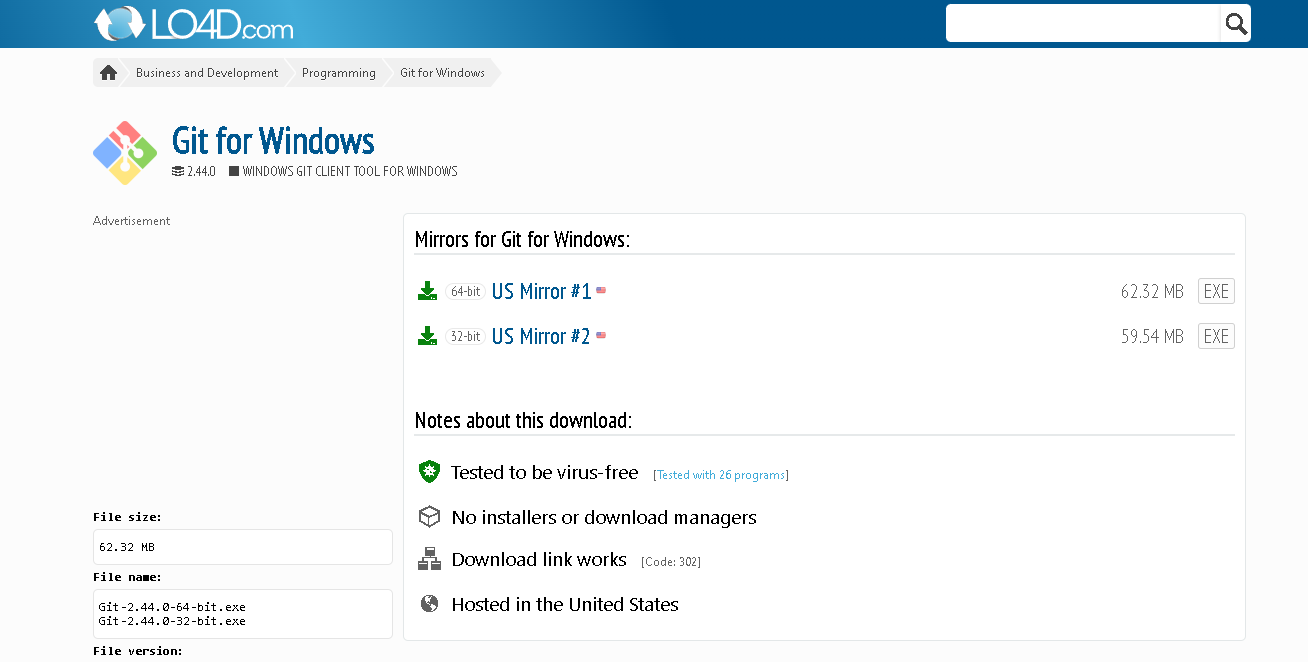 LO4D.com
Business and Development
Programming
Git for Windows
Git for Windows
2.44.0
WINDOWS GIT CLIENT TOOL FOR WINDOWS
Advertisement
Mirrors for Git for Windows:
64-bit US Mirror #1 62.32 MB EXE
32-bit US Mirror #2 59.54 MB EXE
Notes about this download:
Tested to be virus-free [Tested with 26 programs]
No installers or download managers
Download link works [Code: 302]
Hosted in the United States
File size:
62.32 MB
File name:
Git-2.44.0-64-bit.exe
Git-2.44.0-32-bit.exe
File version: